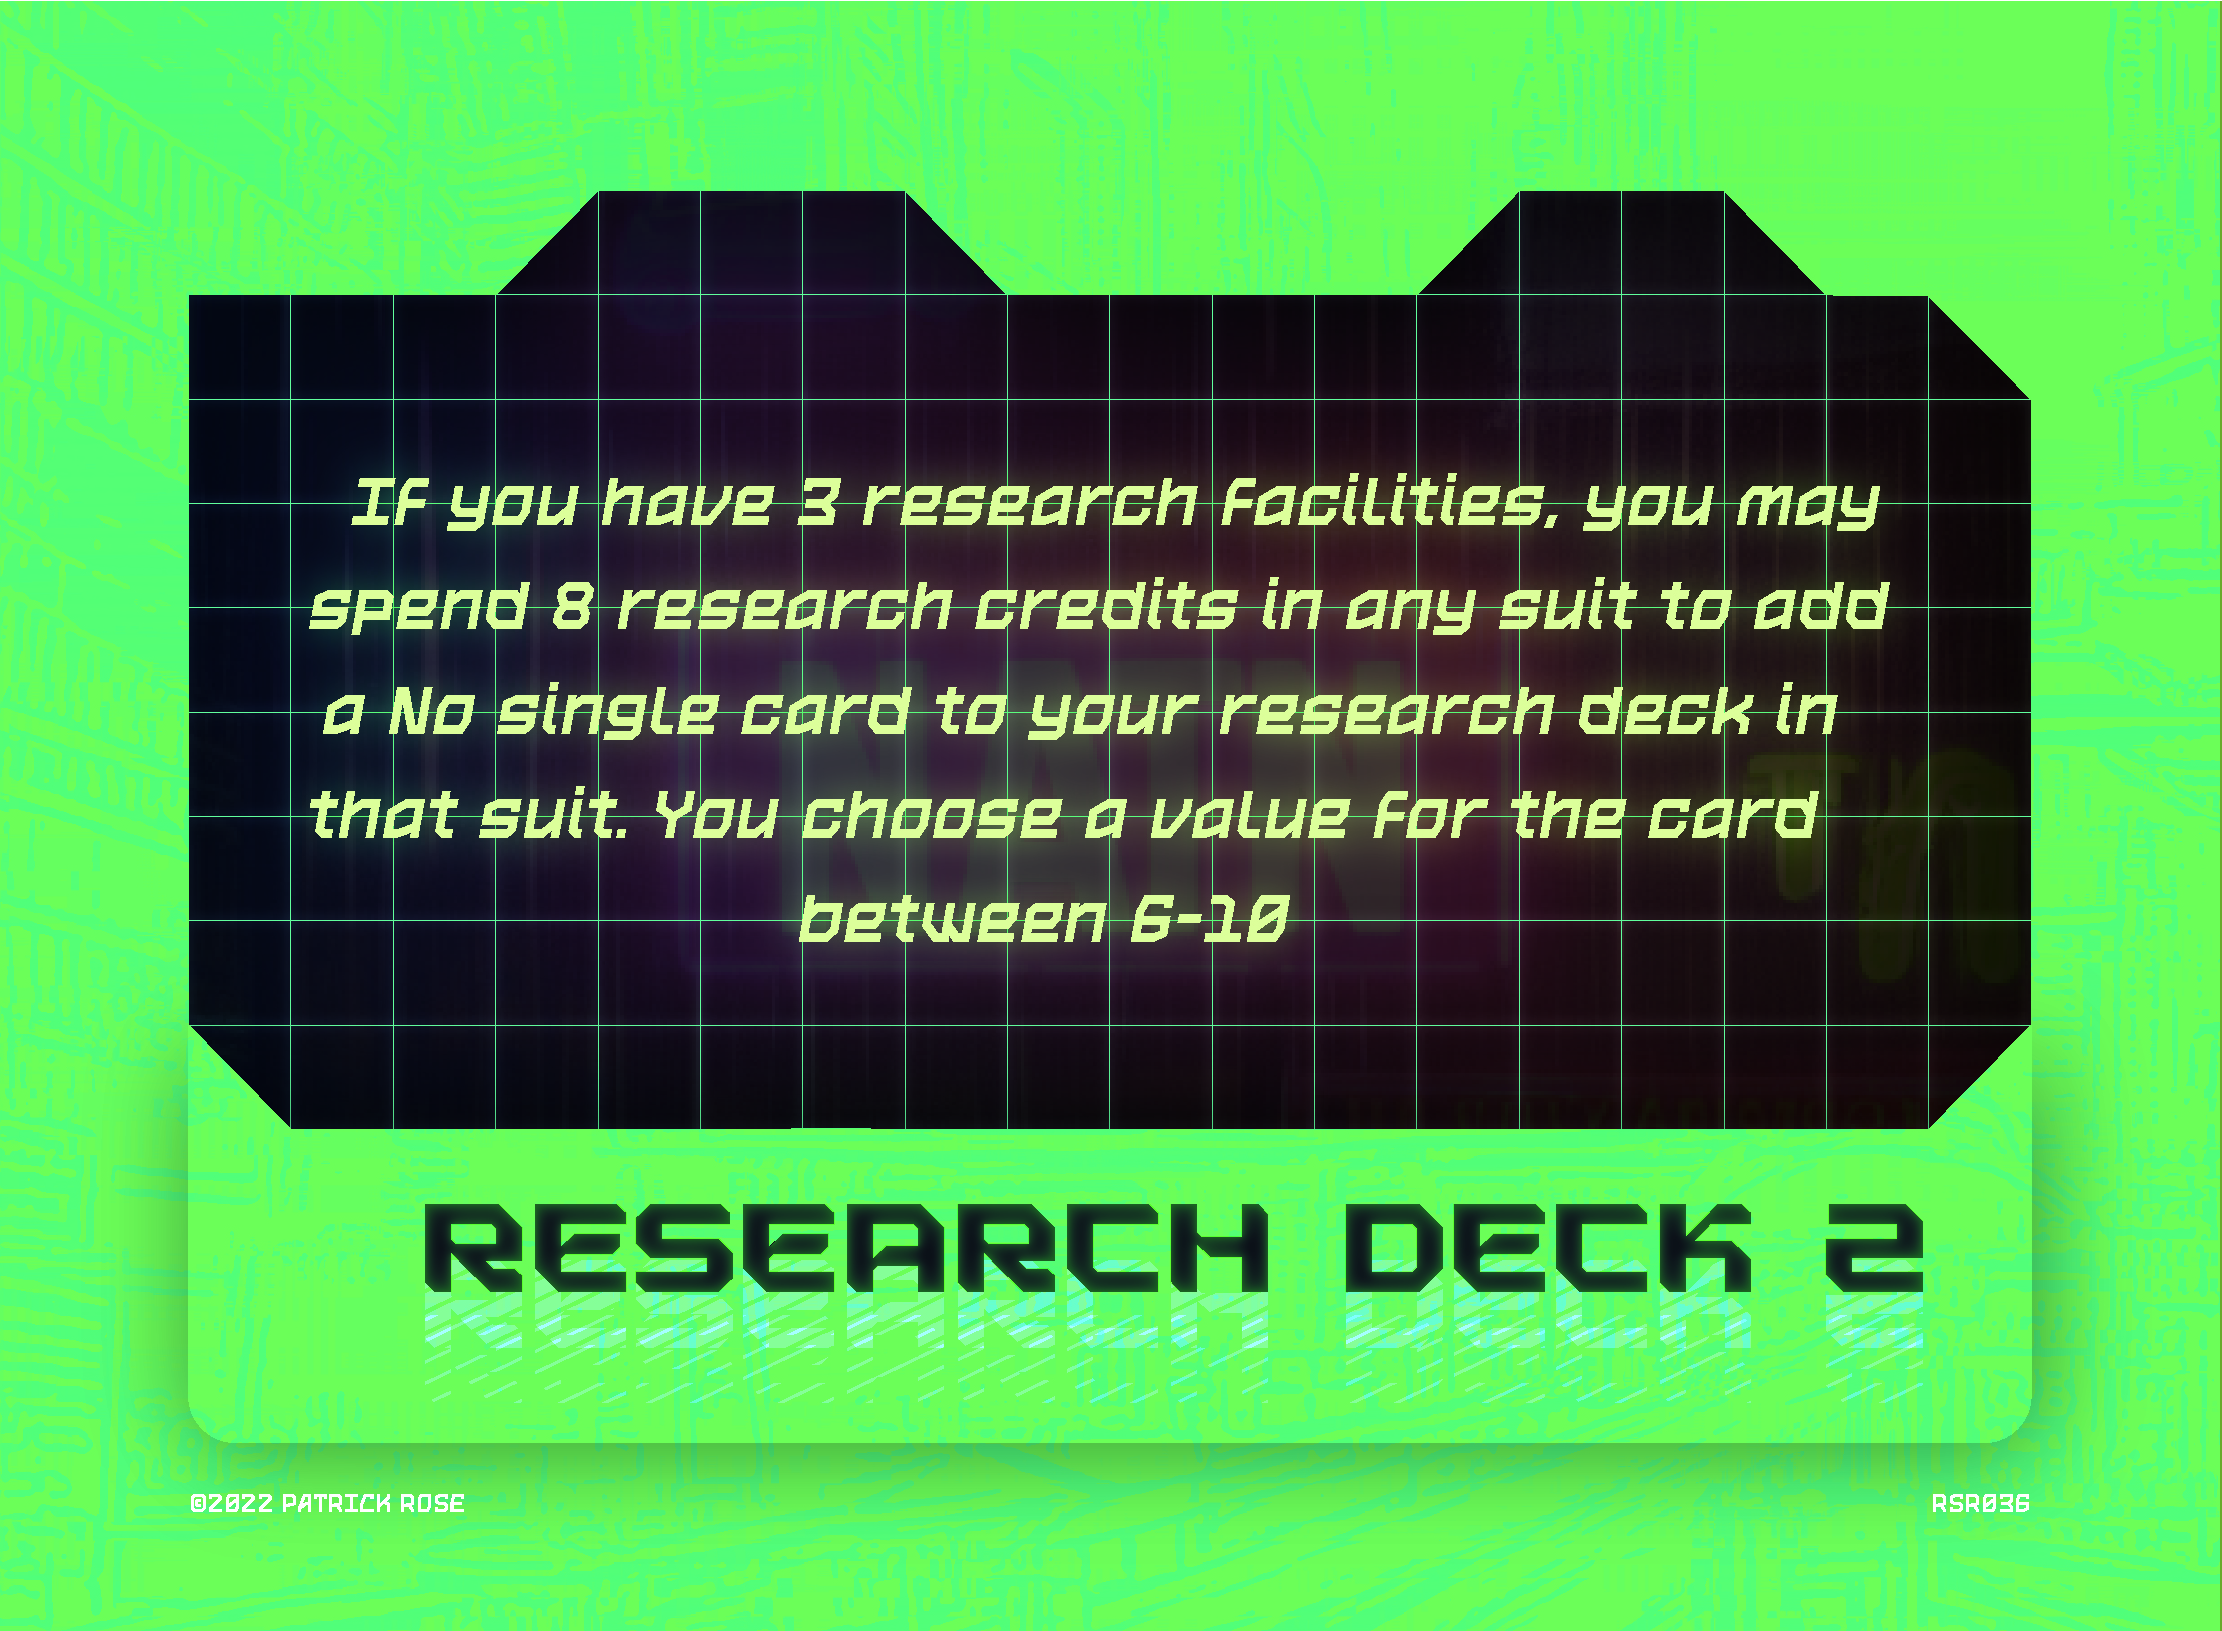 If you have 3 research facilities, you may
spend 8 research credits in any suit to add
a No single card to your research deck in
that suit. You choose a value for the card
between 6-10
RESEARCH DECK 2
©2022 PATRICK ROSE
RSR036